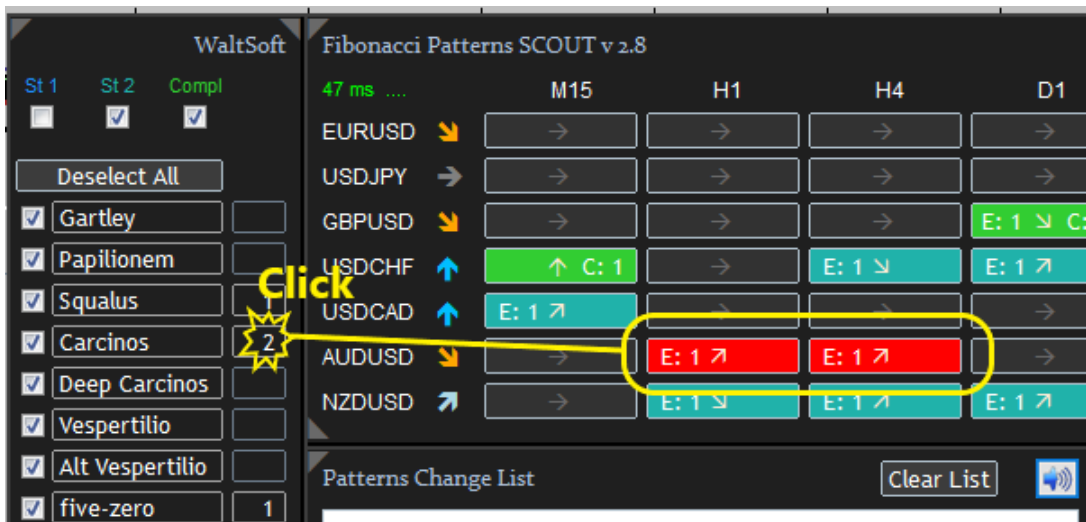 WaltSoft
St 1 St 2 Compl
Deselect All
Gartley
Papilionem
Squalus 1
Carcinos 2
Deep Carcinos
Vespertilio
Alt Vespertilio
five-zero 1
Click
Fibonacci Patterns SCOUT v 2.8
47 ms .... M15 H1 H4 D1
EURUSD ↘ → → → →
USDJPY → → → → →
GBPUSD ↘ → → → E: 1 ↘ C:
USDCHF ↑ ↑ C: 1 → E: 1 ↘ E: 1 ↗
USDCAD ↑ E: 1 ↗ → → →
AUDUSD ↘ → E: 1 ↗ E: 1 ↗ →
NZDUSD ↗ → E: 1 ↘ E: 1 ↗ E: 1 ↗
Patterns Change List Clear List